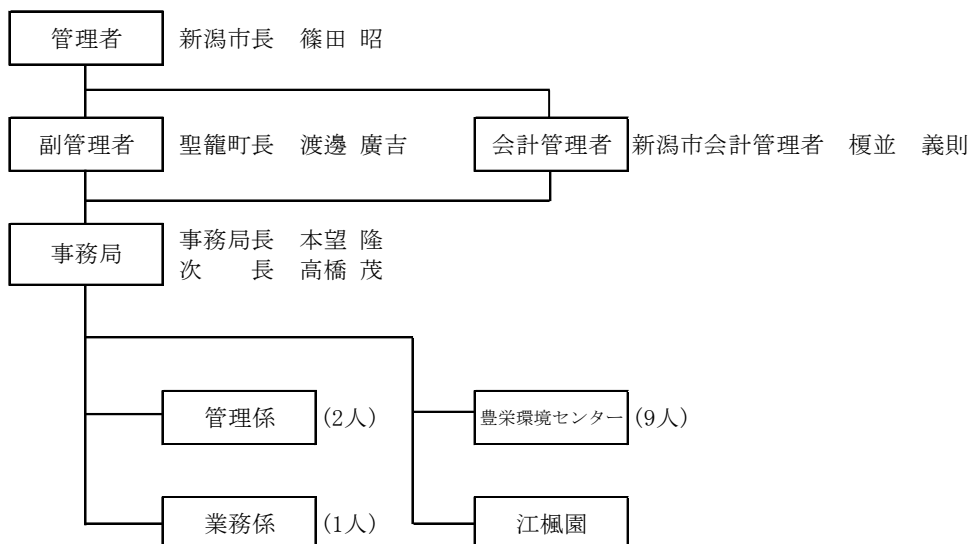 管理者 新潟市長 篠田 昭
副管理者 聖籠町長 渡邊 廣吉 会計管理者 新潟市会計管理者 榎並 義則
事務局 事務局長 本望 隆
次 長 高橋 茂
管理係 (2人) 豊栄環境センター (9人)
業務係 (1人) 江楓園